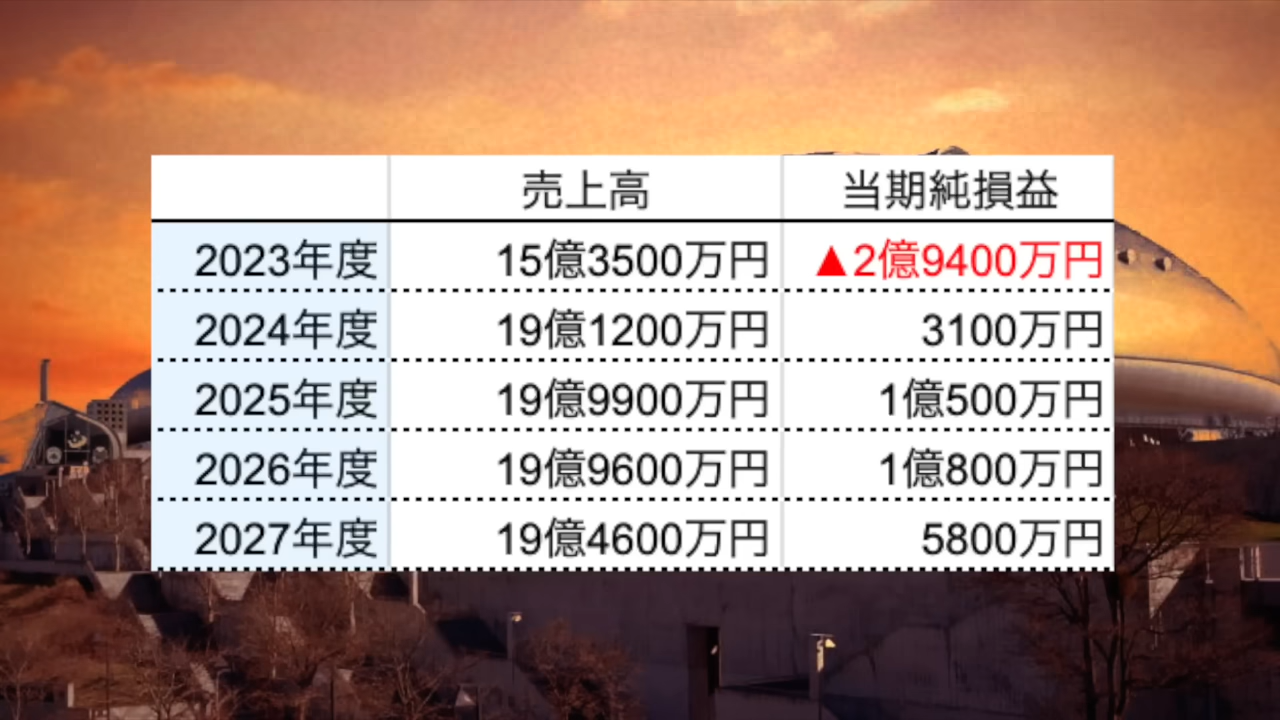 売上高 当期純損益
2023年度 15億3500万円 ▲2億9400万円
2024年度 19億1200万円 3100万円
2025年度 19億9900万円 1億500万円
2026年度 19億9600万円 1億800万円
2027年度 19億4600万円 5800万円